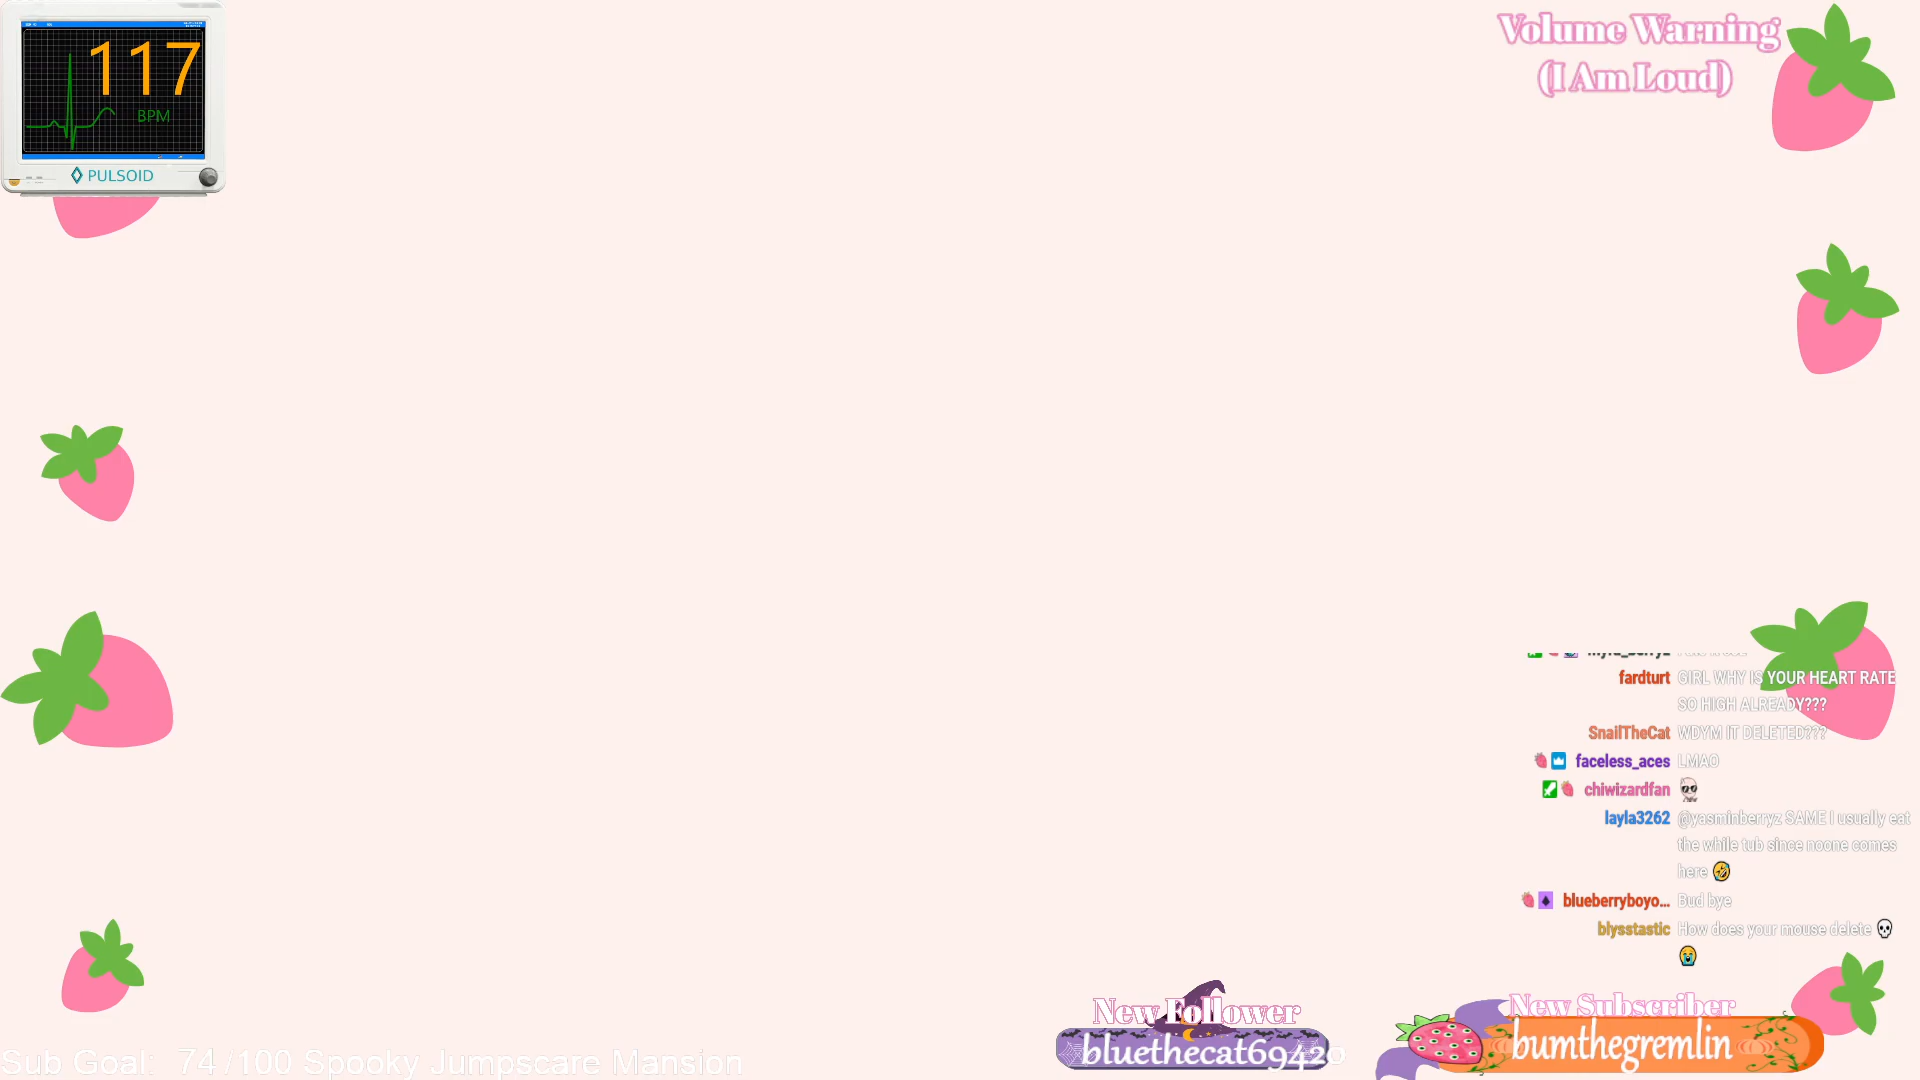 117
BPM
PULSOID
Volume Warning
(I Am Loud)
fardturt GIRL WHY IS YOUR HEART RATE
SO HIGH ALREADY???
SnailTheCat WDYM IT DELETED???
faceless_aces LMAO
chiwizardfan
layla3262 @yasminberryz SAME I usually eat
the while tub since noone comes
here 🤣
blueberryboyo... Bud bye
blysstastic How does your mouse delete 💀
😭
New Follower
bluethecat69420
New Subscriber
bumthegremlin
Sub Goal: 74/100 Spooky Jumpscare Mansion